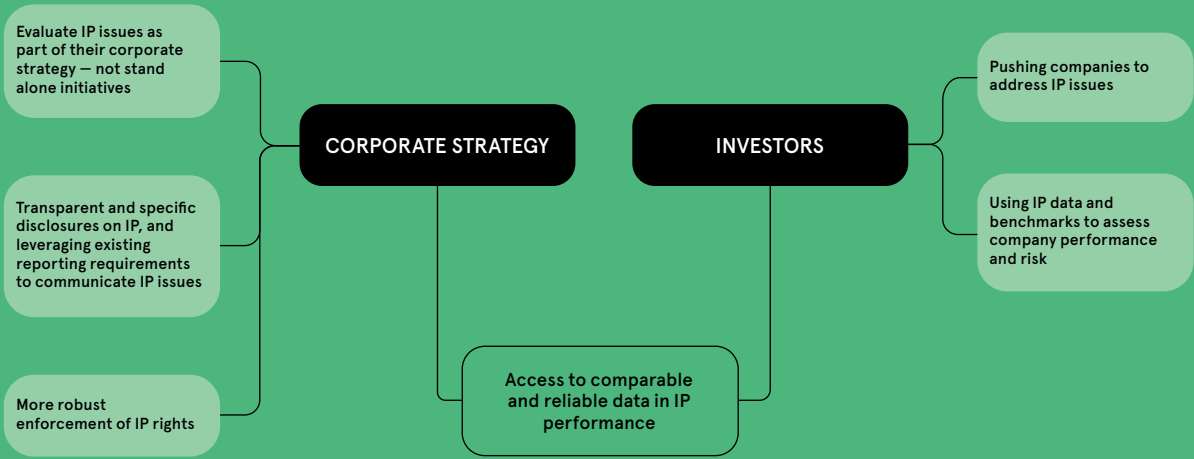 Evaluate IP issues as
part of their corporate
strategy – not stand
alone initiatives
Transparent and specific
disclosures on IP, and
leveraging existing
reporting requirements
to communicate IP issues
More robust
enforcement of IP rights
CORPORATE STRATEGY
INVESTORS
Access to comparable
and reliable data in IP
performance
Pushing companies to
address IP issues
Using IP data and
benchmarks to assess
company performance
and risk